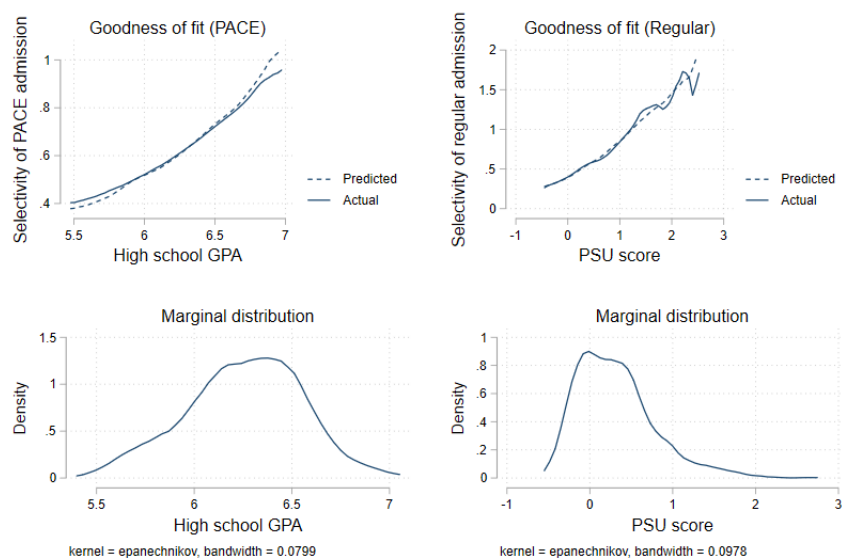 Goodness of fit (PACE)
Selectivity of PACE admission
1
.8
.6
.4
5.5 6 6.5 7
High school GPA
Predicted
Actual
Goodness of fit (Regular)
Selectivity of regular admission
2
1.5
1
.5
0
-1 0 1 2 3
PSU score
Predicted
Actual
Marginal distribution
Density
1.5
1
.5
0
5.5 6 6.5 7
High school GPA
kernel = epanechnikov, bandwidth = 0.0799
Marginal distribution
Density
1
.8
.6
.4
.2
0
-1 0 1 2 3
PSU score
kernel = epanechnikov, bandwidth = 0.0978